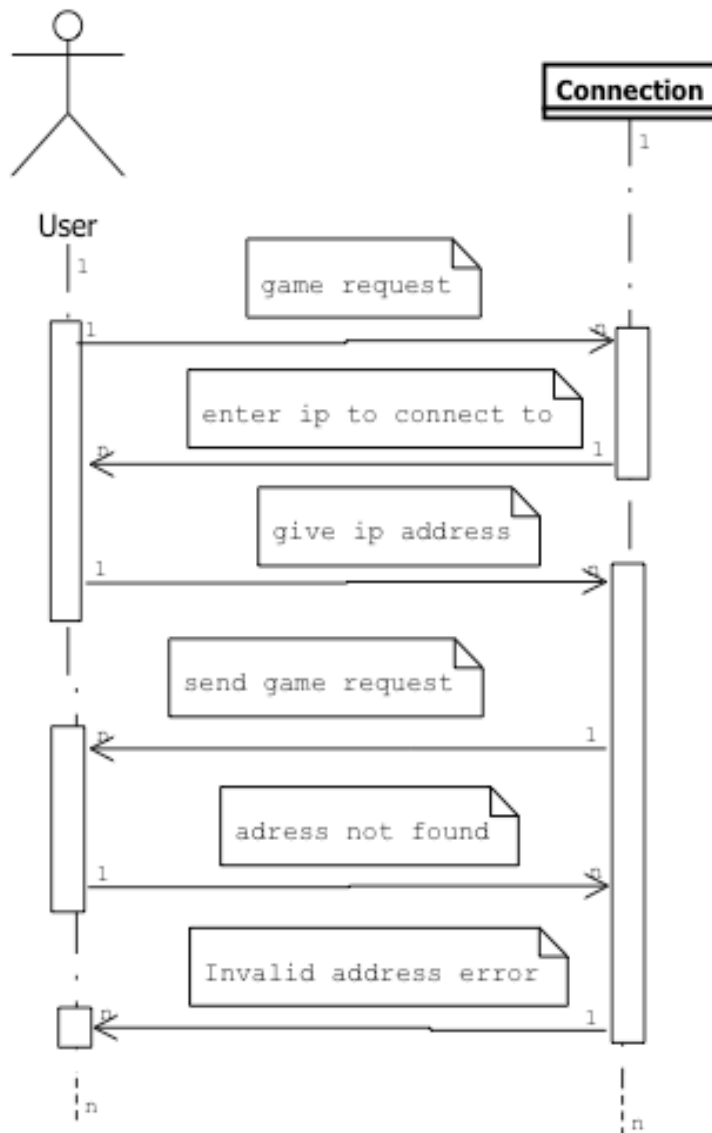 Connection
1
User
1
game request
1 n
enter ip to connect to
n 1
give ip address
1 n
send game request
n 1
adress not found
1 n
Invalid address error
n 1
n
n